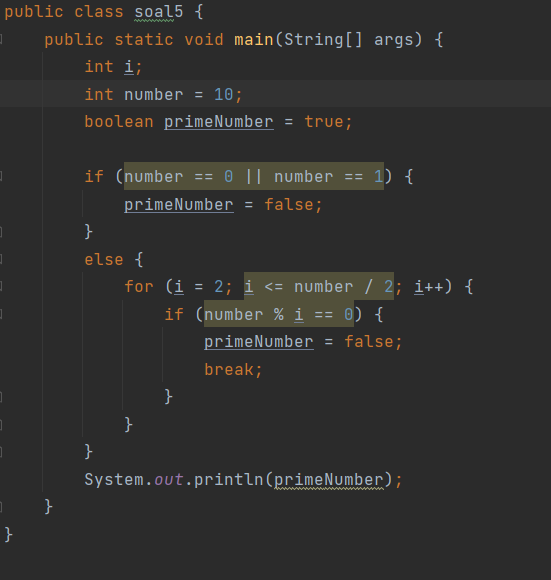 public class soal5 {
    public static void main(String[] args) {
        int i;
        int number = 10;
        boolean primeNumber = true;

        if (number == 0 || number == 1) {
            primeNumber = false;
        }
        else {
            for (i = 2; i <= number / 2; i++) {
                if (number % i == 0) {
                    primeNumber = false;
                    break;
                }
            }
        }
        System.out.println(primeNumber);
    }
}